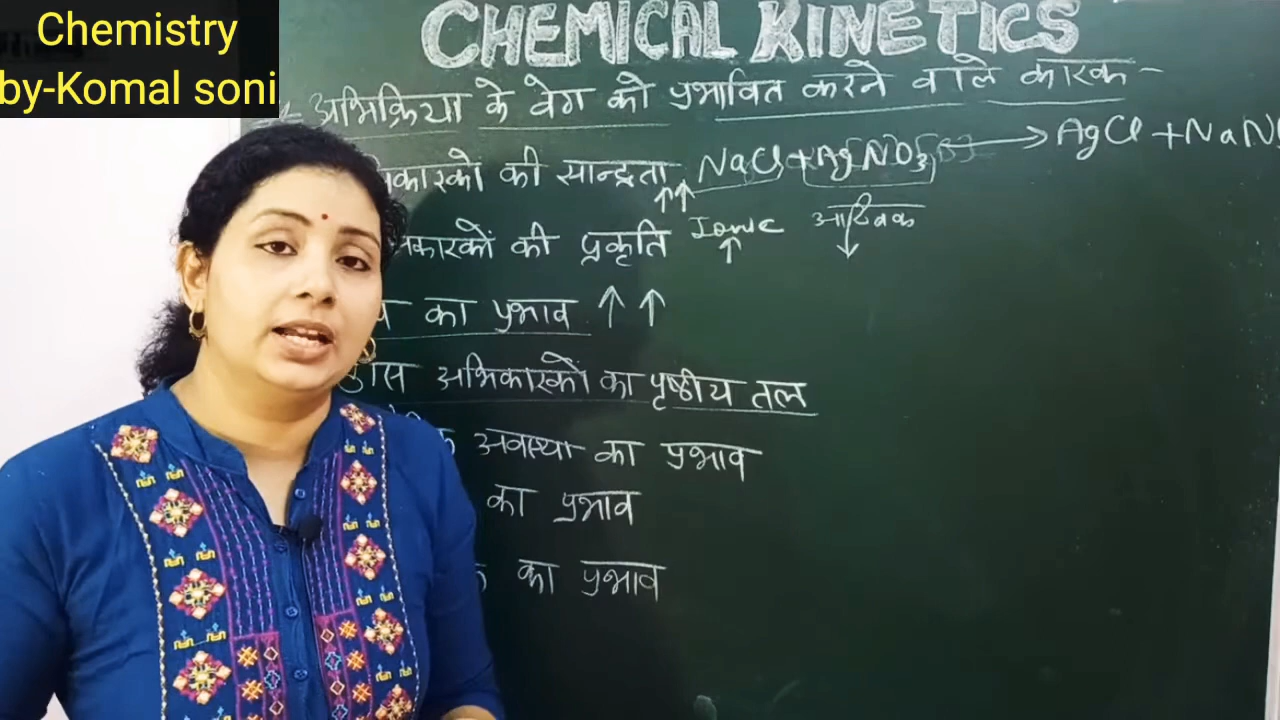 Chemistry
by-Komal soni
CHEMICAL KINETICS
अभिक्रिया के वेग को प्रभावित करने वाले कारक -
कारकों की सान्द्रता ↑↑ NaCl + AgNO3 → AgCl + NaN
कारकों की प्रकृति Ionic ↑ आण्विक ↓
का प्रभाव ↑ ↑
अभिकारकों का पृष्ठीय तल
अवस्था का प्रभाव
का प्रभाव
का प्रभाव